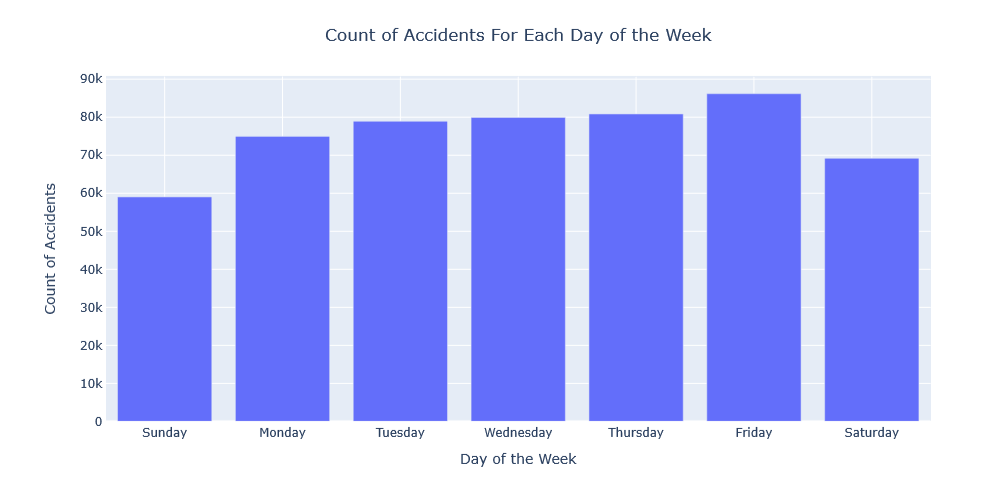 Count of Accidents For Each Day of the Week
90k
80k
70k
60k
50k
40k
30k
20k
10k
0
Count of Accidents
Sunday Monday Tuesday Wednesday Thursday Friday Saturday
Day of the Week